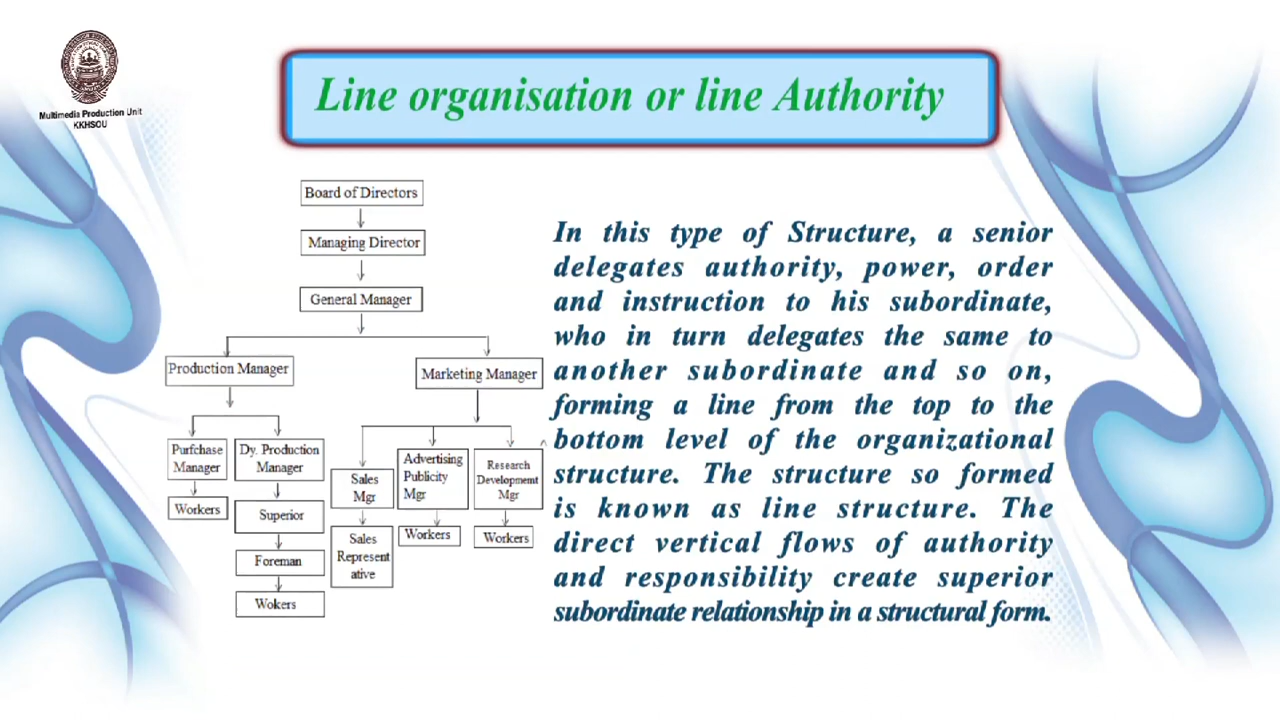 Multimedia Production Unit
KKHSOU
Line organisation or line Authority
Board of Directors
Managing Director
General Manager
Production Manager
Marketing Manager
Purfchase
Manager
Dy. Production
Manager
Sales
Mgr
Advertising
Publicity
Mgr
Research
Development
Mgr
Workers
Superior
Sales
Represent
ative
Workers
Workers
Foreman
Wokers
In this type of Structure, a senior
delegates authority, power, order
and instruction to his subordinate,
who in turn delegates the same to
another subordinate and so on,
forming a line from the top to the
bottom level of the organizational
structure. The structure so formed
is known as line structure. The
direct vertical flows of authority
and responsibility create superior
subordinate relationship in a structural form.